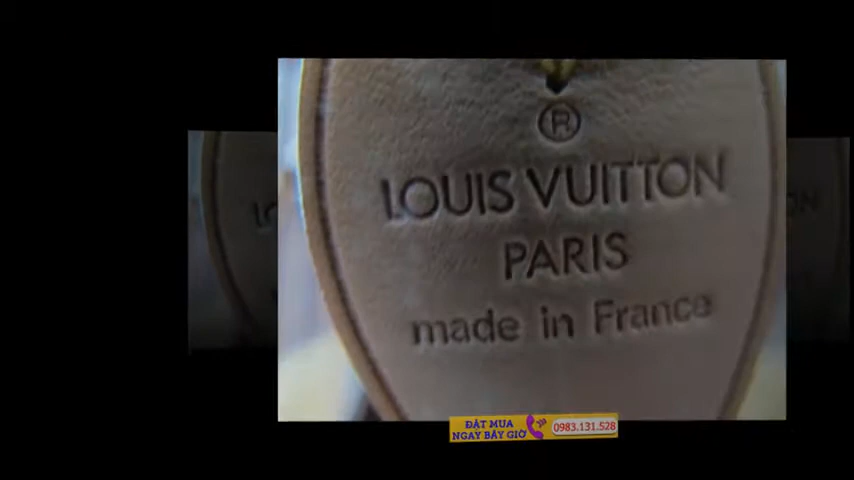 ®
LOUIS VUITTON
PARIS
made in France
ĐẶT MUA
NGAY BÂY GIỜ
0983.131.528